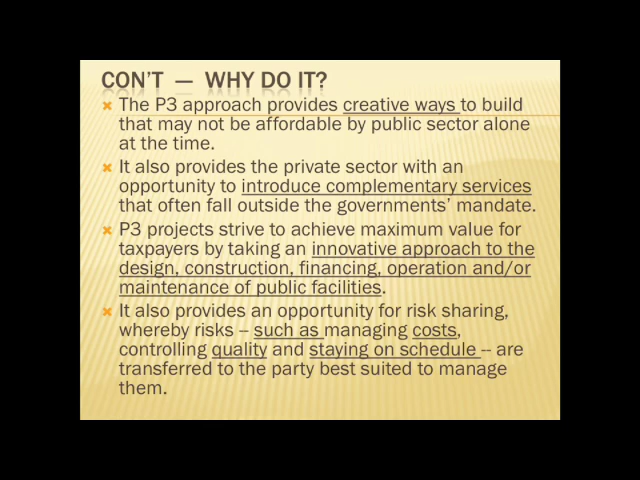 CON'T — WHY DO IT?
The P3 approach provides creative ways to build
that may not be affordable by public sector alone
at the time.
It also provides the private sector with an
opportunity to introduce complementary services
that often fall outside the governments' mandate.
P3 projects strive to achieve maximum value for
taxpayers by taking an innovative approach to the
design, construction, financing, operation and/or
maintenance of public facilities.
It also provides an opportunity for risk sharing,
whereby risks – such as managing costs,
controlling quality and staying on schedule -- are
transferred to the party best suited to manage
them.